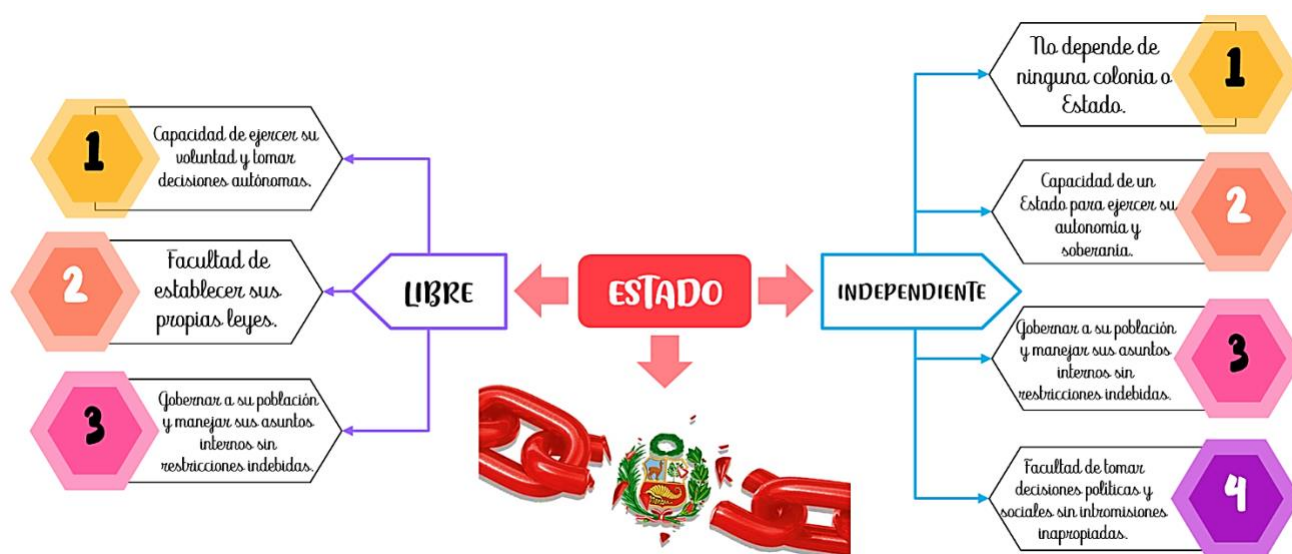 1
Capacidad de ejercer su
voluntad y tomar
decisiones autónomas.
2
Facultad de
establecer sus
propias leyes.
3
Gobernar a su población
y manejar sus asuntos
internos sin
restricciones indebidas.
LIBRE
ESTADO
INDEPENDIENTE
No depende de
ninguna colonia o
Estado.
1
Capacidad de un
Estado para ejercer su
autonomía y
soberanía.
2
Gobernar a su población
y manejar sus asuntos
internos sin
restricciones indebidas.
3
Facultad de tomar
decisiones políticas y
sociales sin intromisiones
inapropiadas.
4